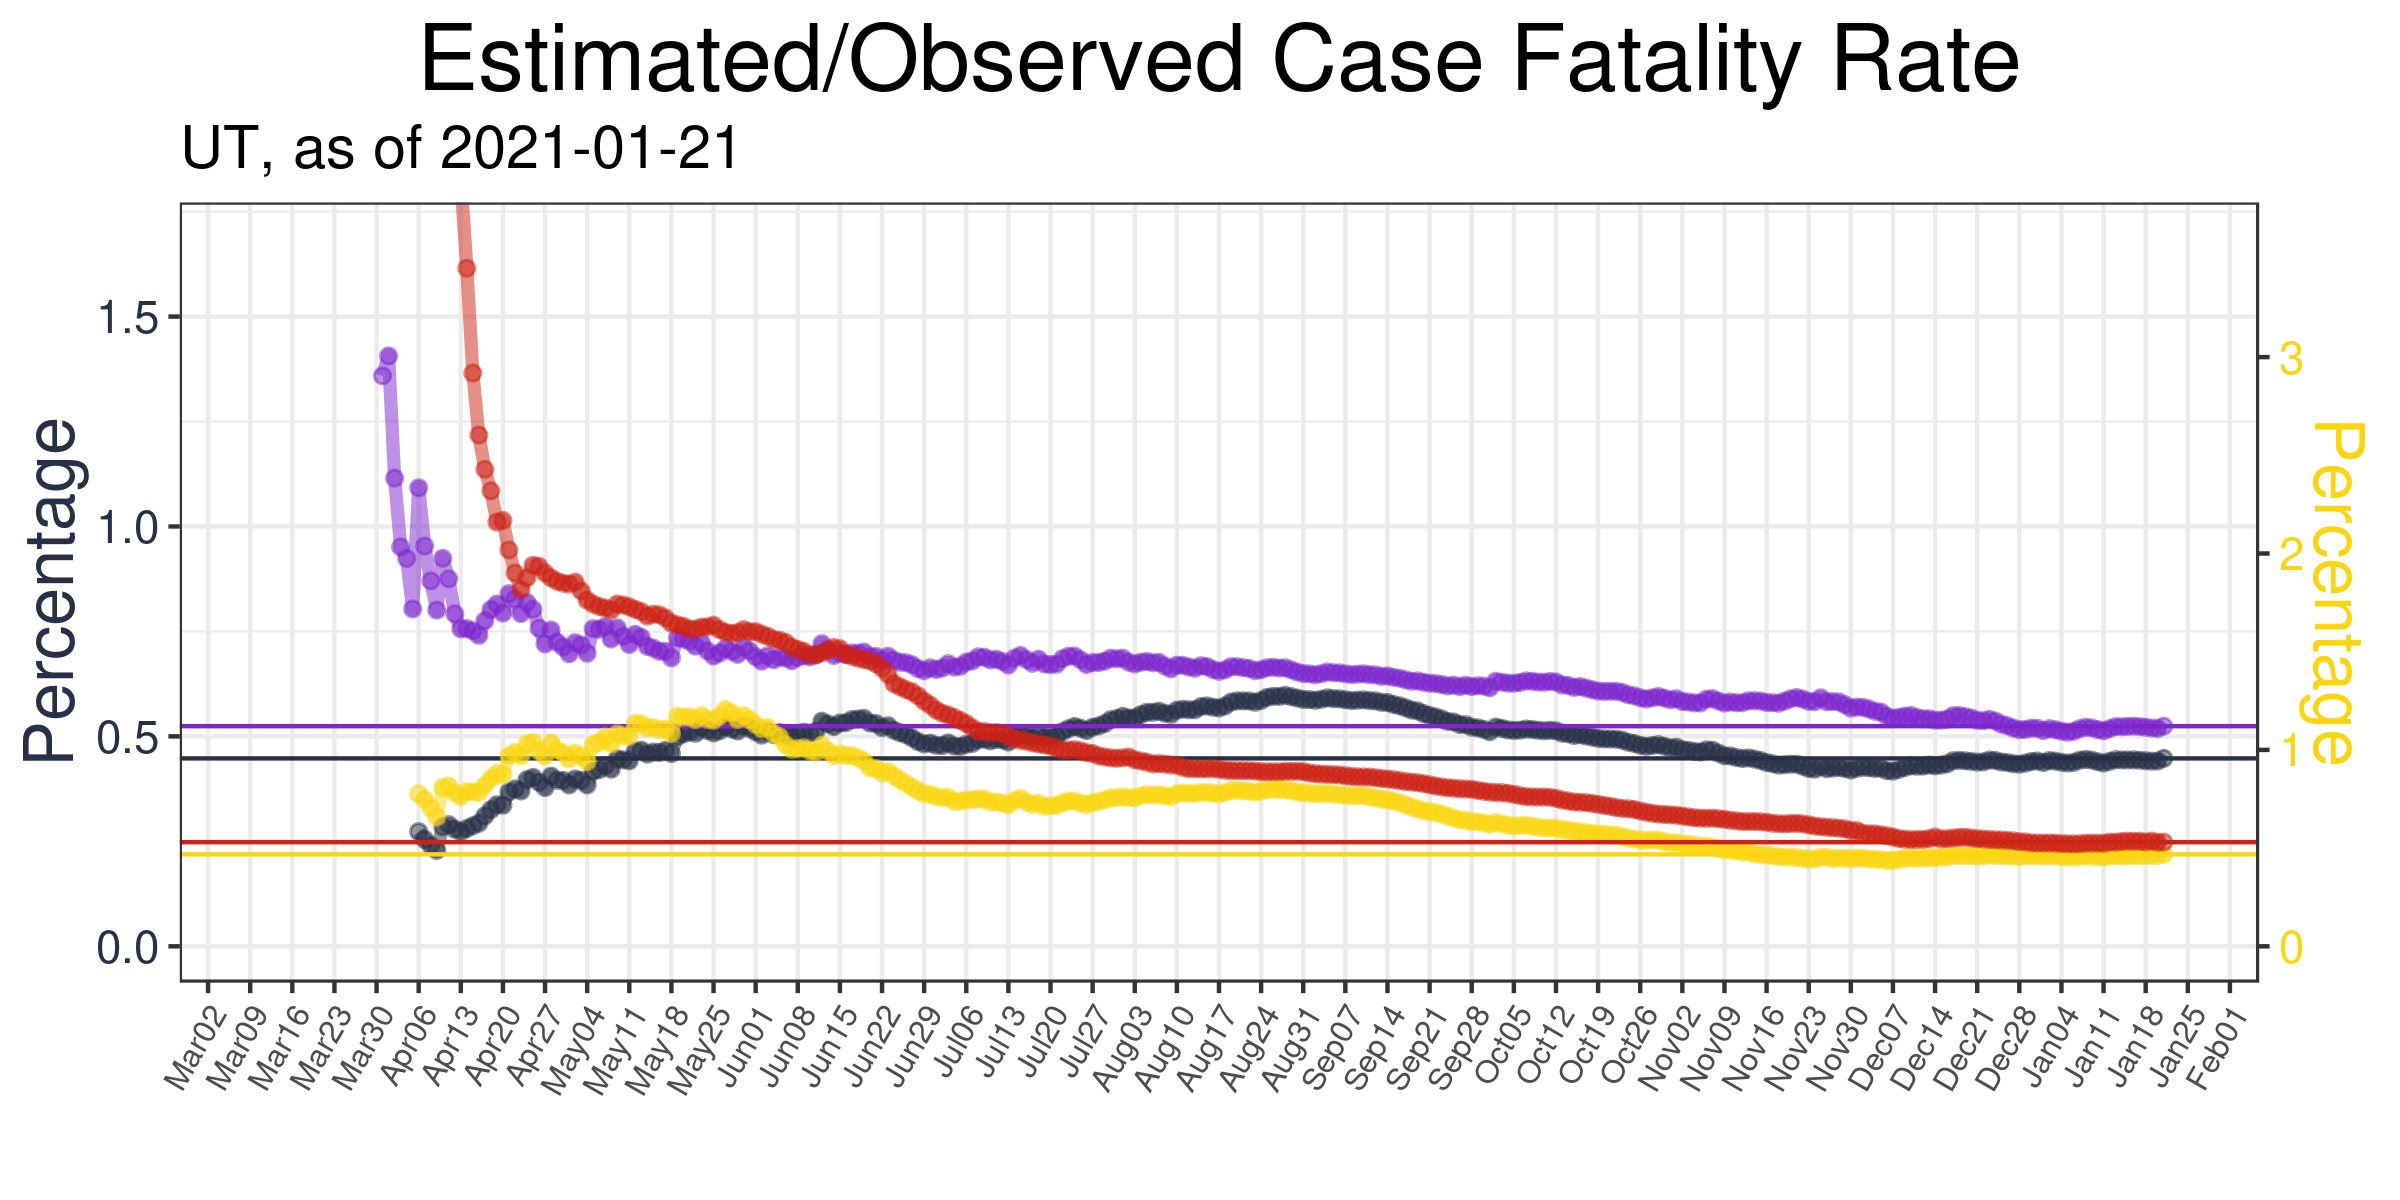 Estimated/Observed Case Fatality Rate
UT, as of 2021-01-21
Percentage
1.5
1.0
0.5
0.0
3
2
1
0
Percentage
Mar02
Mar09
Mar16
Mar23
Mar30
Apr06
Apr13
Apr20
Apr27
May04
May11
May18
May25
Jun01
Jun08
Jun15
Jun22
Jun29
Jul06
Jul13
Jul20
Jul27
Aug03
Aug10
Aug17
Aug24
Aug31
Sep07
Sep14
Sep21
Sep28
Oct05
Oct12
Oct19
Oct26
Nov02
Nov09
Nov16
Nov23
Nov30
Dec07
Dec14
Dec21
Dec28
Jan04
Jan11
Jan18
Jan25
Feb01